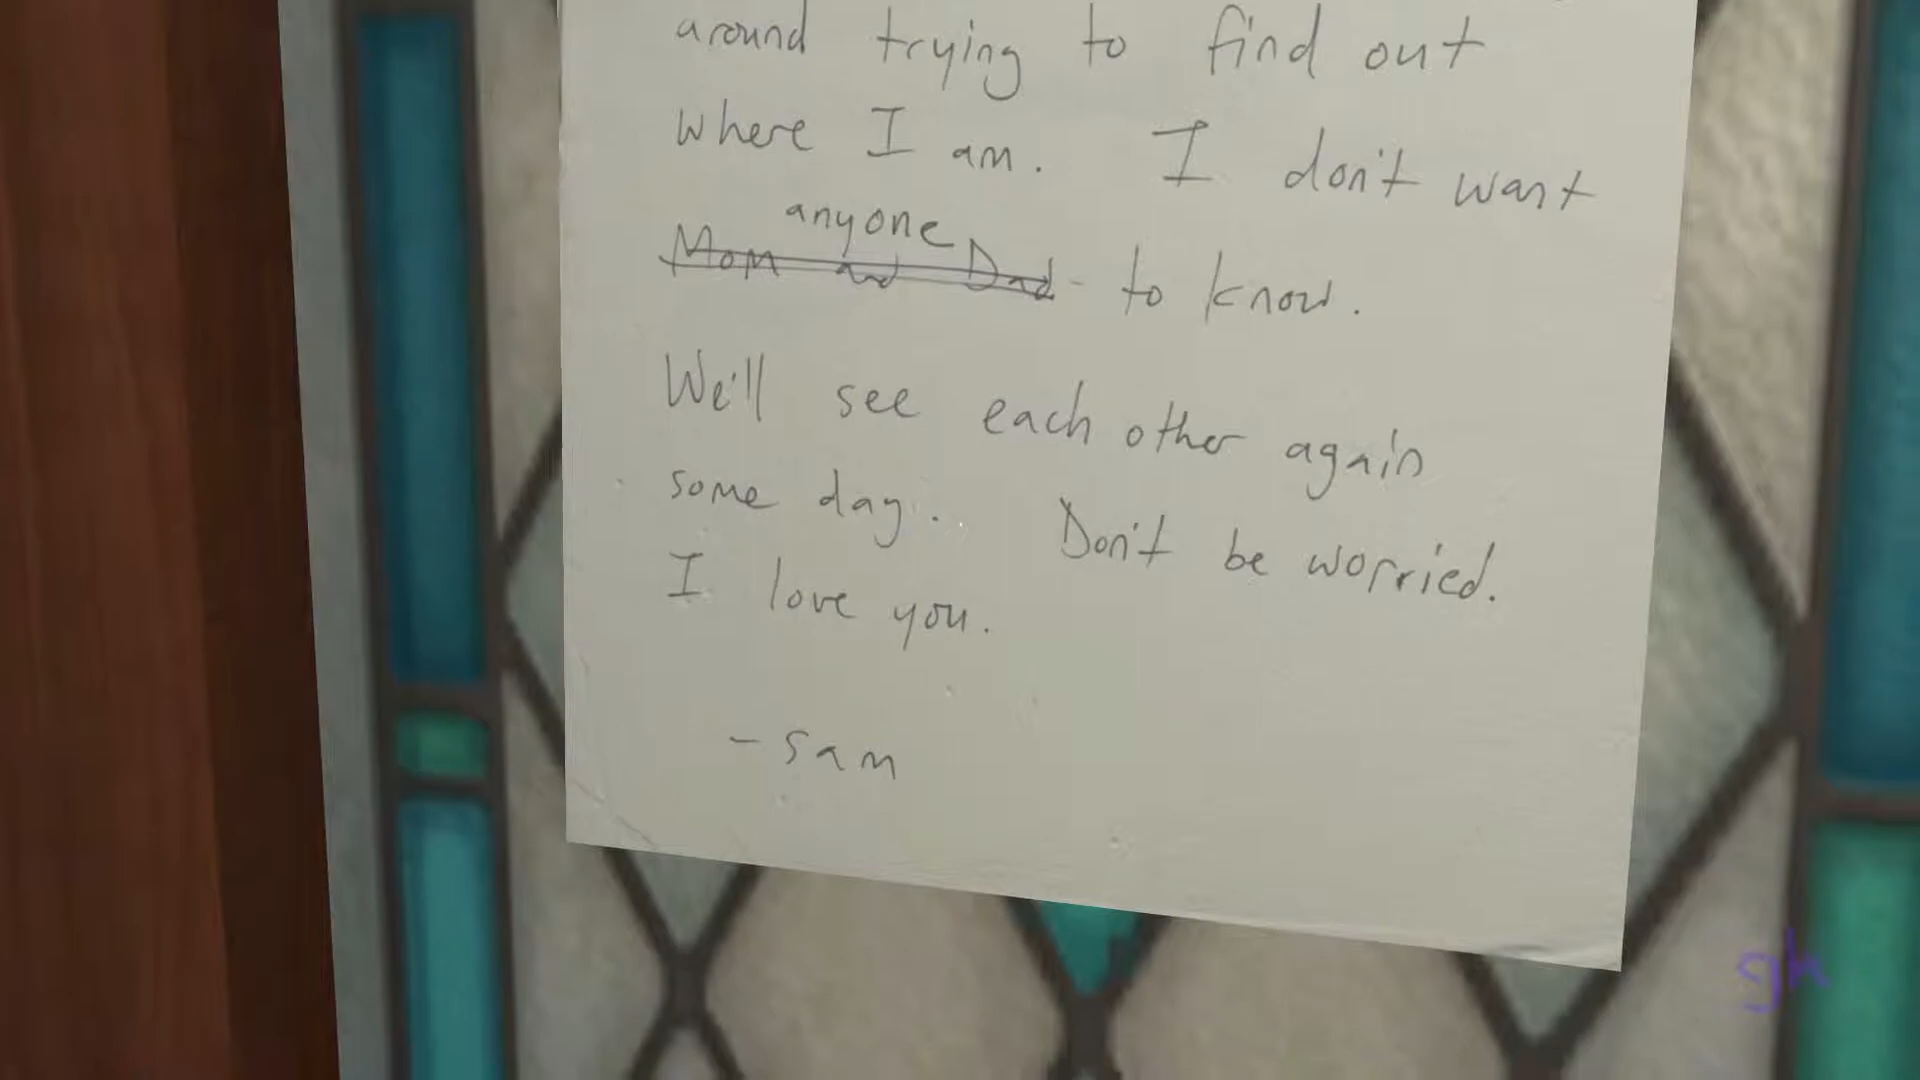 around trying to find out
where I am. I don't want
anyone
Mom and Dad to know.
We'll see each other again
some day. Don't be worried.
I love you.
- Sam
gh